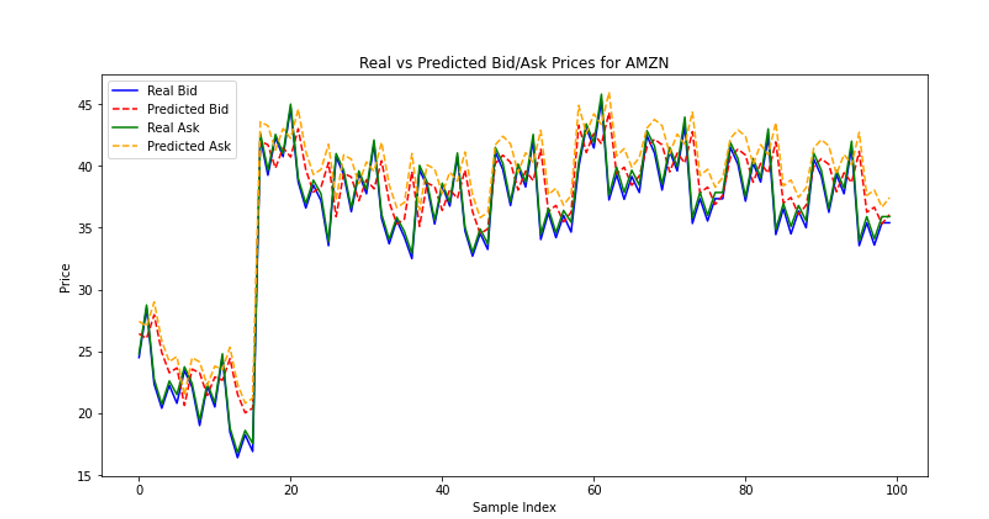 Real vs Predicted Bid/Ask Prices for AMZN
Real Bid
Predicted Bid
Real Ask
Predicted Ask
45
40
35
30
25
20
15
Price
0 20 40 60 80 100
Sample Index